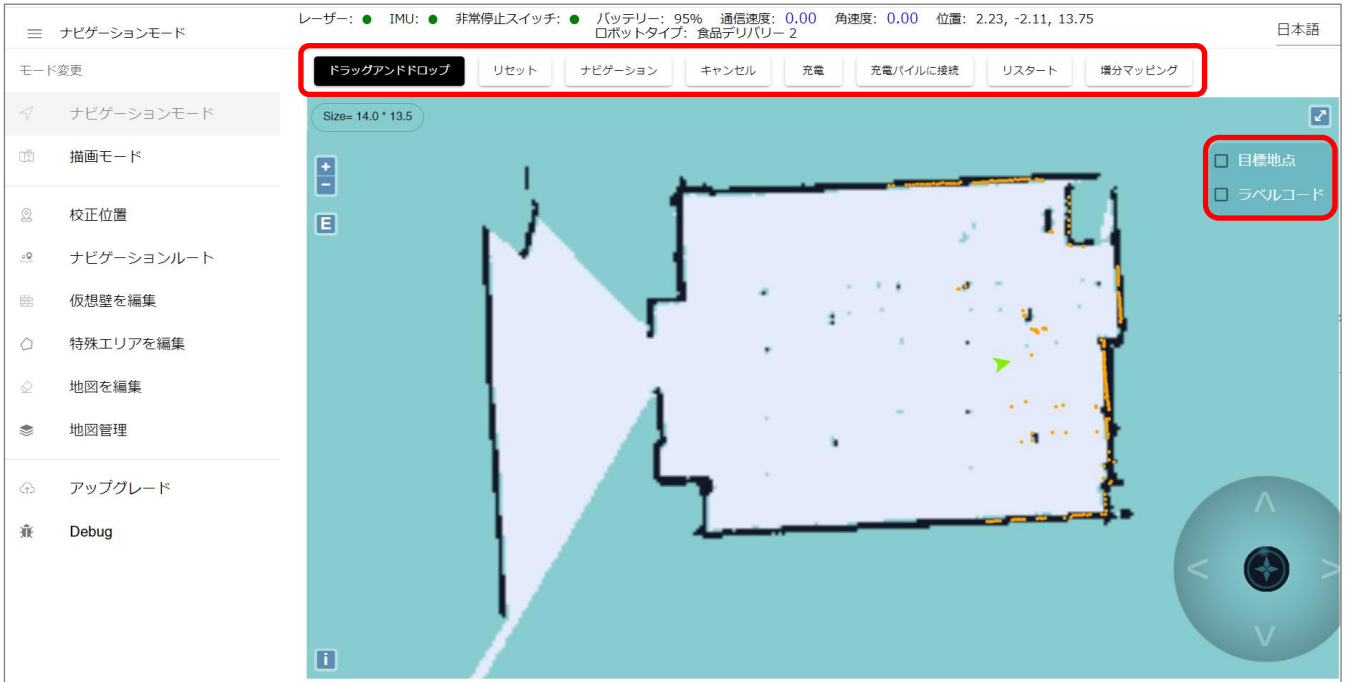 レーザー: ● IMU: ● 非常停止スイッチ: ● バッテリー: 95% 通信速度: 0.00 角速度: 0.00 位置: 2.23, -2.11, 13.75
ロボットタイプ: 食品デリバリー 2
ナビゲーションモード
日本語
モード変更
ドラッグアンドドロップ リセット ナビゲーション キャンセル 充電 充電パイルに接続 リスタート 増分マッピング
ナビゲーションモード
Size= 14.0 * 13.5
描画モード
+
−
目標地点
ラベルコード
校正位置
E
ナビゲーションルート
仮想壁を編集
特殊エリアを編集
地図を編集
地図管理
アップグレード
Debug
i